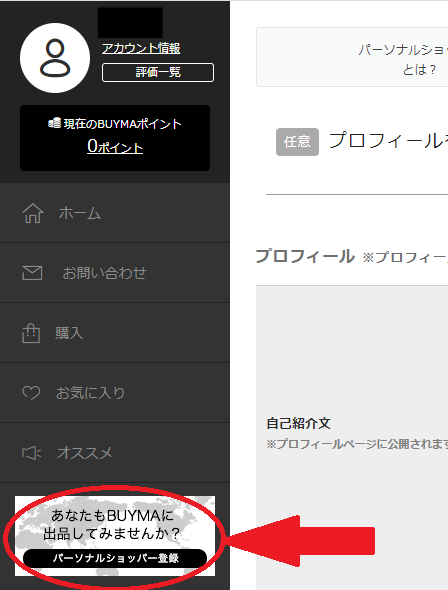 アカウント情報
評価一覧
現在のBUYMAポイント
0ポイント
ホーム
お問い合わせ
購入
お気に入り
オススメ
あなたもBUYMAに
出品してみませんか？
パーソナルショッパー登録
パーソナルショッ
とは？
任意 プロフィール
プロフィール ※プロフィー
自己紹介文
※プロフィールページに公開されます